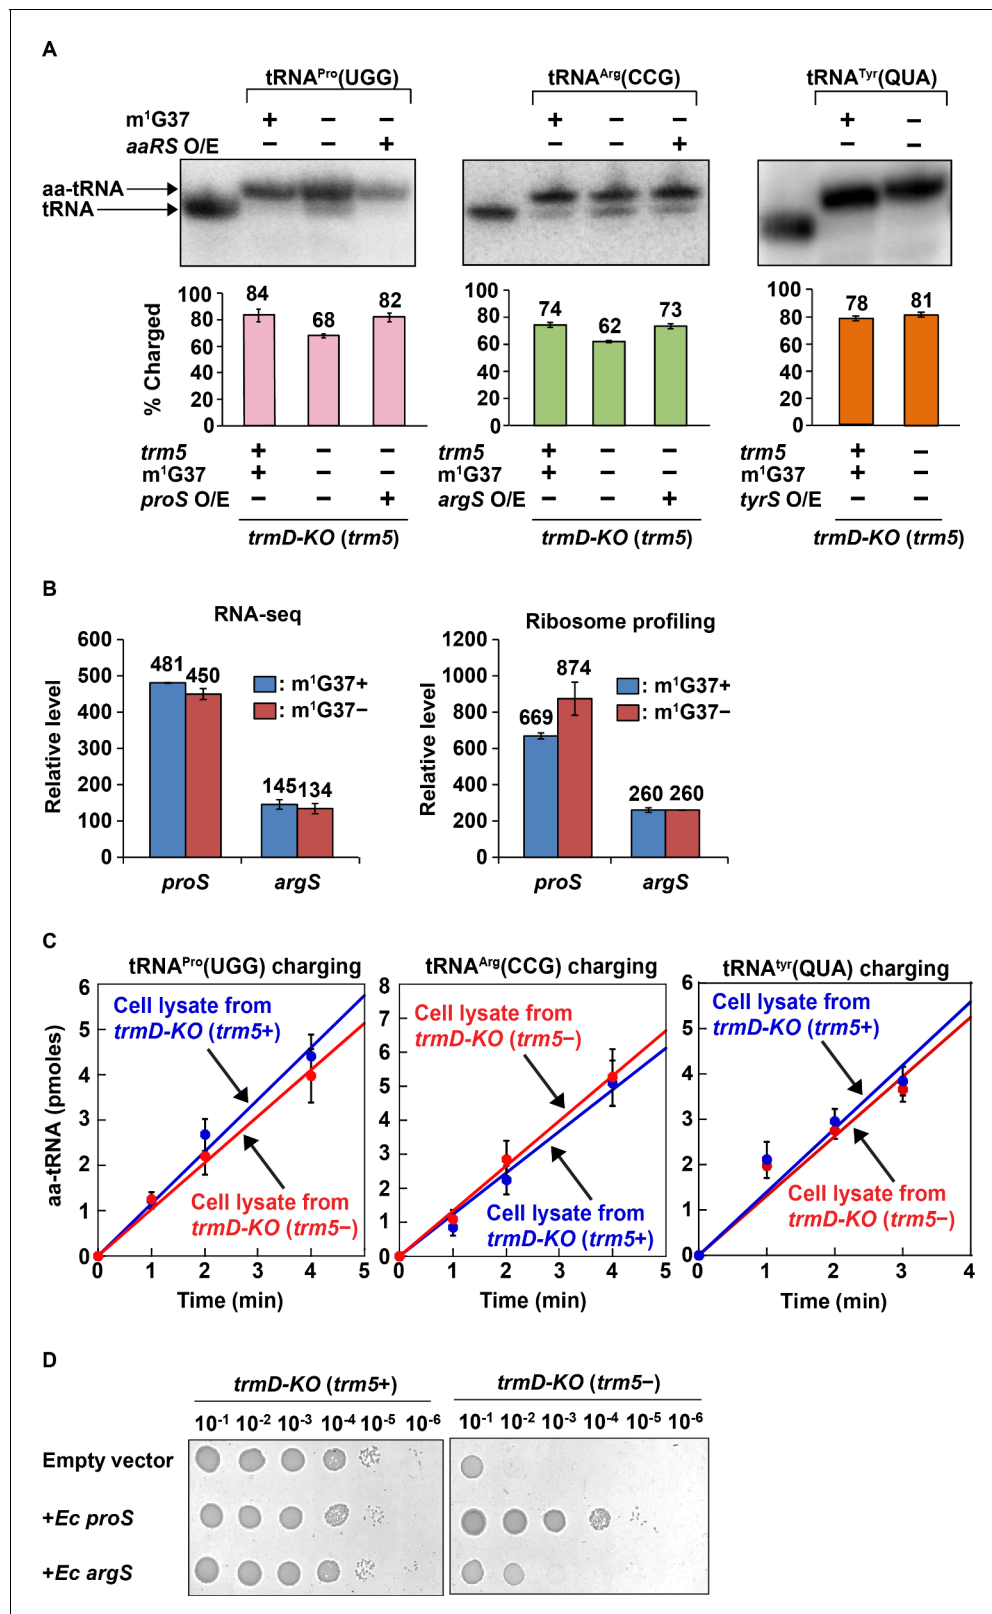 A
tRNAPro(UGG) tRNAArg(CCG) tRNATyr(QUA)
m1G37 + − − + − − + −
aaRS O/E − − + − − + − −
aa-tRNA
tRNA
% Charged
100 80 60 40 20 0
84 68 82
100 80 60 40 20 0
74 62 73
100 80 60 40 20 0
78 81
trm5 + − − trm5 + − − trm5 + −
m1G37 + − − m1G37 + − − m1G37 + −
proS O/E − − + argS O/E − − + tyrS O/E − −
trmD-KO (trm5) trmD-KO (trm5) trmD-KO (trm5)
B
RNA-seq
Relative level
600 500 400 300 200 100 0
481 450
145 134
: m1G37+
: m1G37−
proS argS
Ribosome profiling
Relative level
1200 1000 800 600 400 200 0
669 874
260 260
: m1G37+
: m1G37−
proS argS
C
tRNAPro(UGG) charging
aa-tRNA (pmoles)
6 5 4 3 2 1 0
Cell lysate from
trmD-KO (trm5+)
Cell lysate from
trmD-KO (trm5−)
0 1 2 3 4 5
Time (min)
tRNAArg(CCG) charging
8 7 6 5 4 3 2 1 0
Cell lysate from
trmD-KO (trm5−)
Cell lysate from
trmD-KO (trm5+)
0 1 2 3 4 5
Time (min)
tRNAtyr(QUA) charging
6 5 4 3 2 1 0
Cell lysate from
trmD-KO (trm5+)
Cell lysate from
trmD-KO (trm5−)
0 1 2 3 4
Time (min)
D
trmD-KO (trm5+) trmD-KO (trm5−)
10-1 10-2 10-3 10-4 10-5 10-6 10-1 10-2 10-3 10-4 10-5 10-6
Empty vector
+Ec proS
+Ec argS